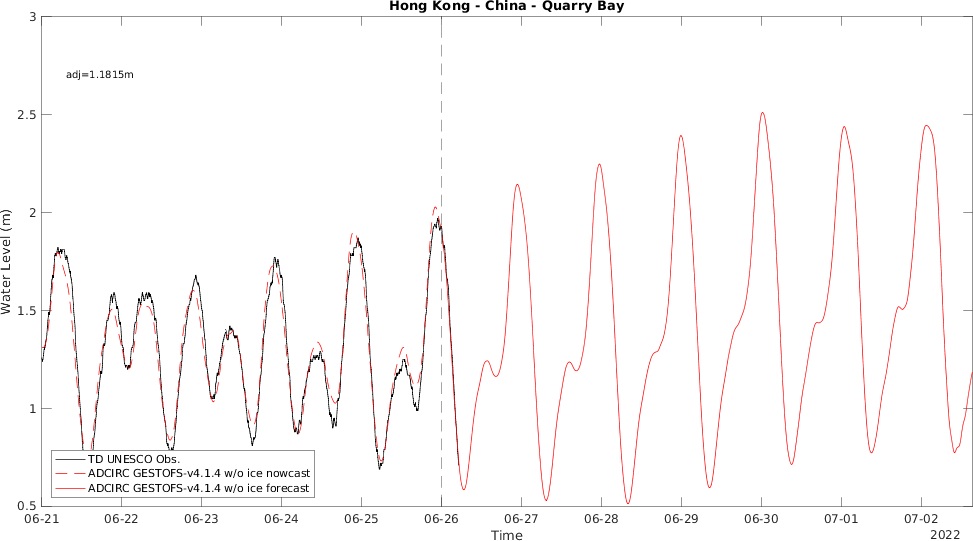 Hong Kong - China - Quarry Bay
3
adj=1.1815m
2.5
2
Water Level (m)
1.5
1
TD UNESCO Obs.
ADCIRC GESTOFS-v4.1.4 w/o ice nowcast
ADCIRC GESTOFS-v4.1.4 w/o ice forecast
0.5
06-21 06-22 06-23 06-24 06-25 06-26 06-27 06-28 06-29 06-30 07-01 07-02
Time
2022